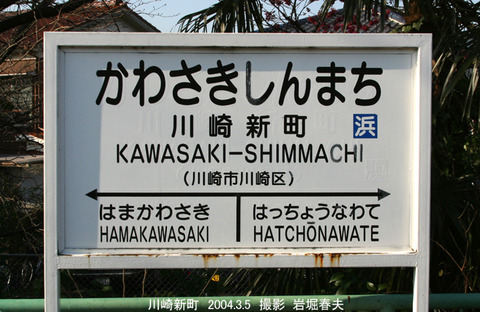 かわさきしんまち
川崎新町 浜
KAWASAKI-SHIMMACHI
(川崎市川崎区)
はまかわさき はっちょうなわて
HAMAKAWASAKI HATCHŌNAWATE
川崎新町 2004.3.5 撮影 岩堀春夫